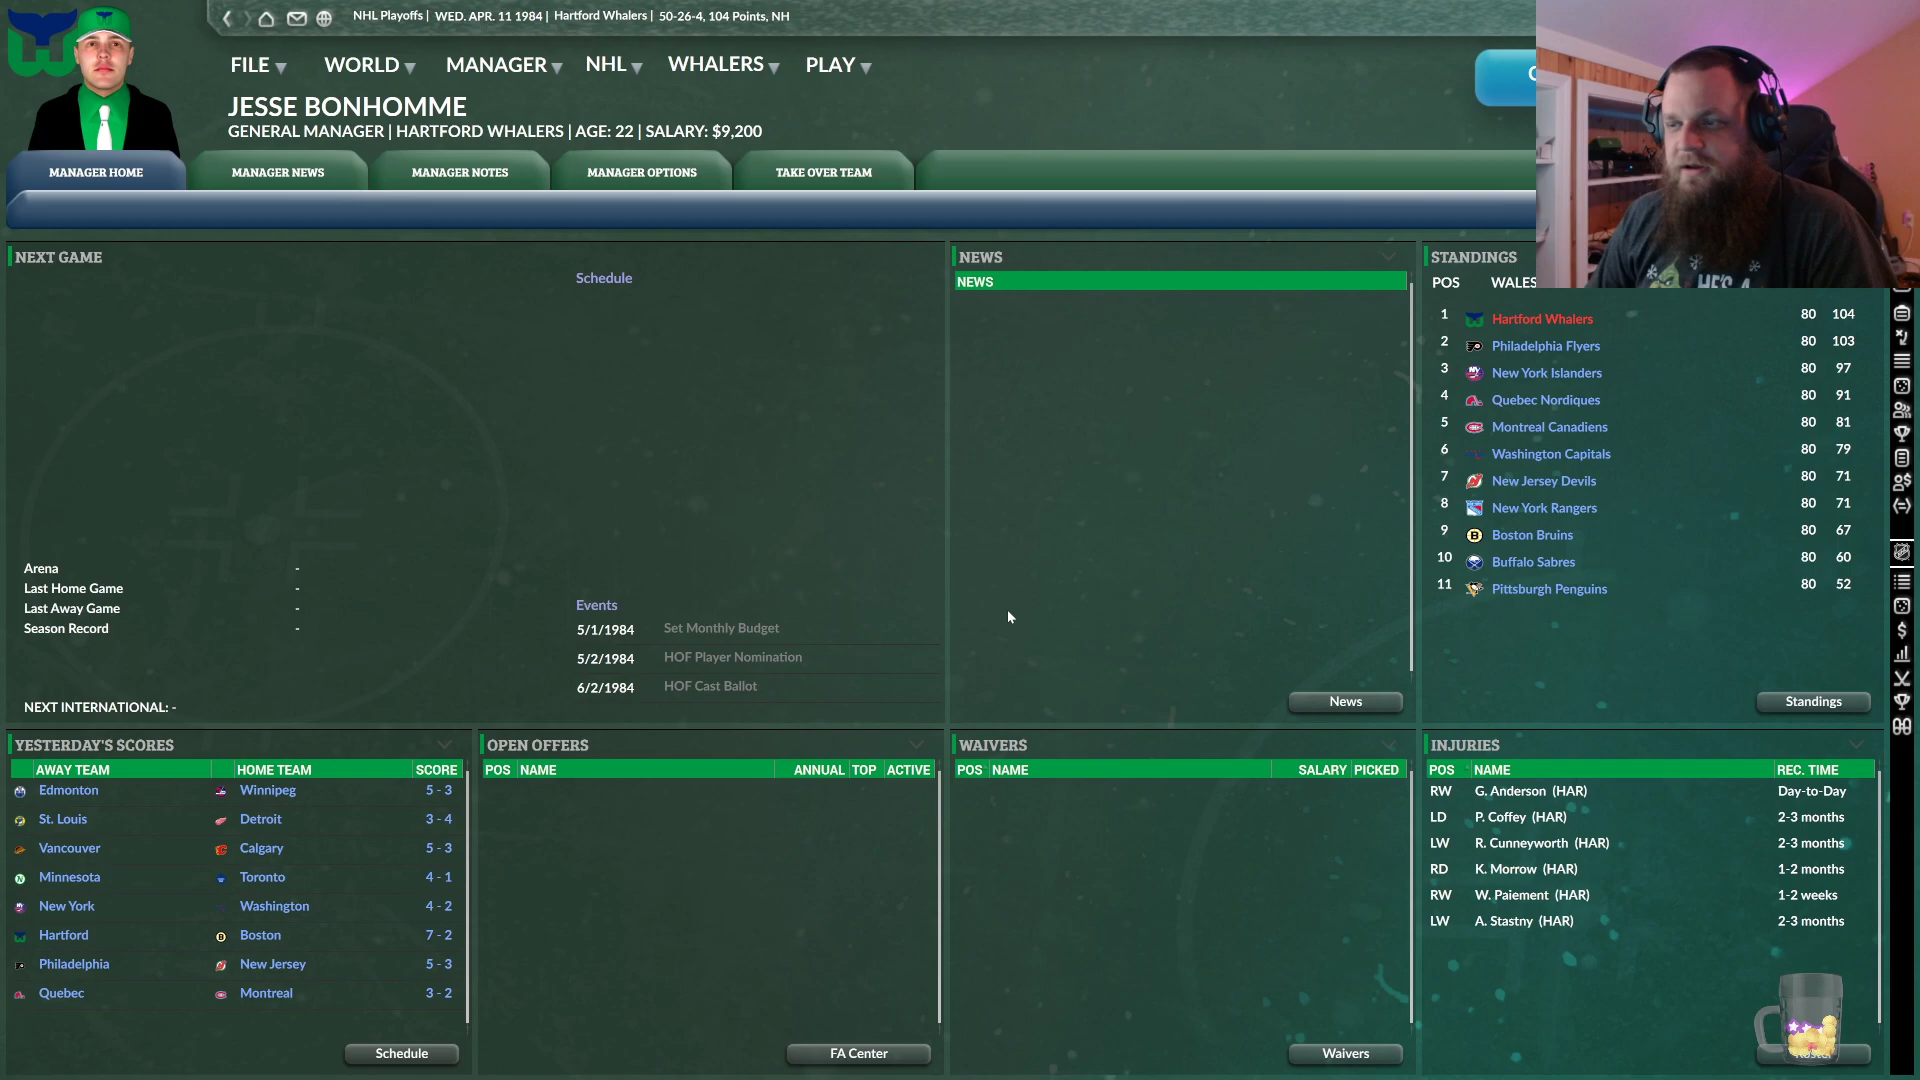 NHL Playoffs | WED. APR. 11 1984 | Hartford Whalers | 50-26-4, 104 Points, NH
FILE WORLD MANAGER NHL WHALERS PLAY
JESSE BONHOMME
GENERAL MANAGER | HARTFORD WHALERS | AGE: 22 | SALARY: $9,200
MANAGER HOME MANAGER NEWS MANAGER NOTES MANAGER OPTIONS TAKE OVER TEAM
NEXT GAME
Schedule
Arena -
Last Home Game -
Last Away Game -
Season Record -
Events
5/1/1984 Set Monthly Budget
5/2/1984 HOF Player Nomination
6/2/1984 HOF Cast Ballot
NEXT INTERNATIONAL: -
NEWS
NEWS
News
STANDINGS
POS WALES
1 Hartford Whalers 80 104
2 Philadelphia Flyers 80 103
3 New York Islanders 80 97
4 Quebec Nordiques 80 91
5 Montreal Canadiens 80 81
6 Washington Capitals 80 79
7 New Jersey Devils 80 71
8 New York Rangers 80 71
9 Boston Bruins 80 67
10 Buffalo Sabres 80 60
11 Pittsburgh Penguins 80 52
Standings
YESTERDAY'S SCORES
AWAY TEAM HOME TEAM SCORE
Edmonton Winnipeg 5 - 3
St. Louis Detroit 3 - 4
Vancouver Calgary 5 - 3
Minnesota Toronto 4 - 1
New York Washington 4 - 2
Hartford Boston 7 - 2
Philadelphia New Jersey 5 - 3
Quebec Montreal 3 - 2
Schedule
OPEN OFFERS
POS NAME ANNUAL TOP ACTIVE
FA Center
WAIVERS
POS NAME SALARY PICKED
Waivers
INJURIES
POS NAME REC. TIME
RW G. Anderson (HAR) Day-to-Day
LD P. Coffey (HAR) 2-3 months
LW R. Cunneyworth (HAR) 2-3 months
RD K. Morrow (HAR) 1-2 months
RW W. Paiement (HAR) 1-2 weeks
LW A. Stastny (HAR) 2-3 months